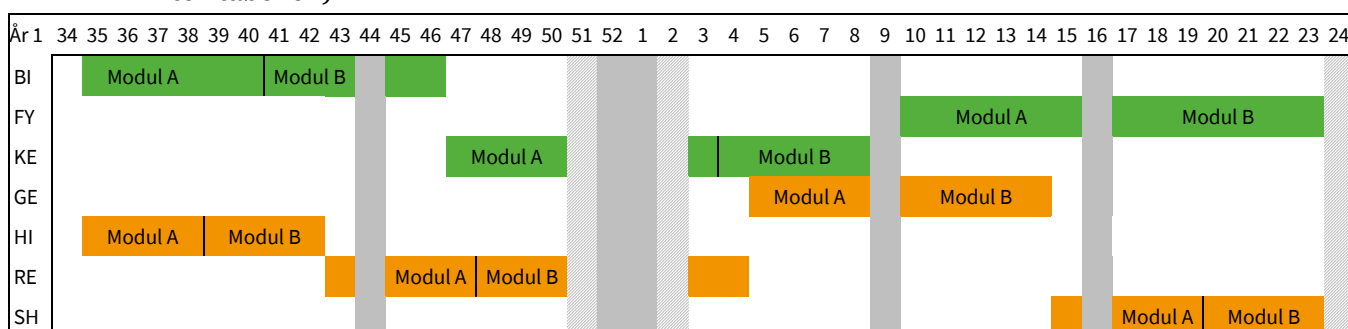 År 1 34 35 36 37 38 39 40 41 42 43 44 45 46 47 48 49 50 51 52 1 2 3 4 5 6 7 8 9 10 11 12 13 14 15 16 17 18 19 20 21 22 23 24
BI Modul A Modul B
FY Modul A Modul B
KE Modul A Modul B
GE Modul A Modul B
HI Modul A Modul B
RE Modul A Modul B
SH Modul A Modul B